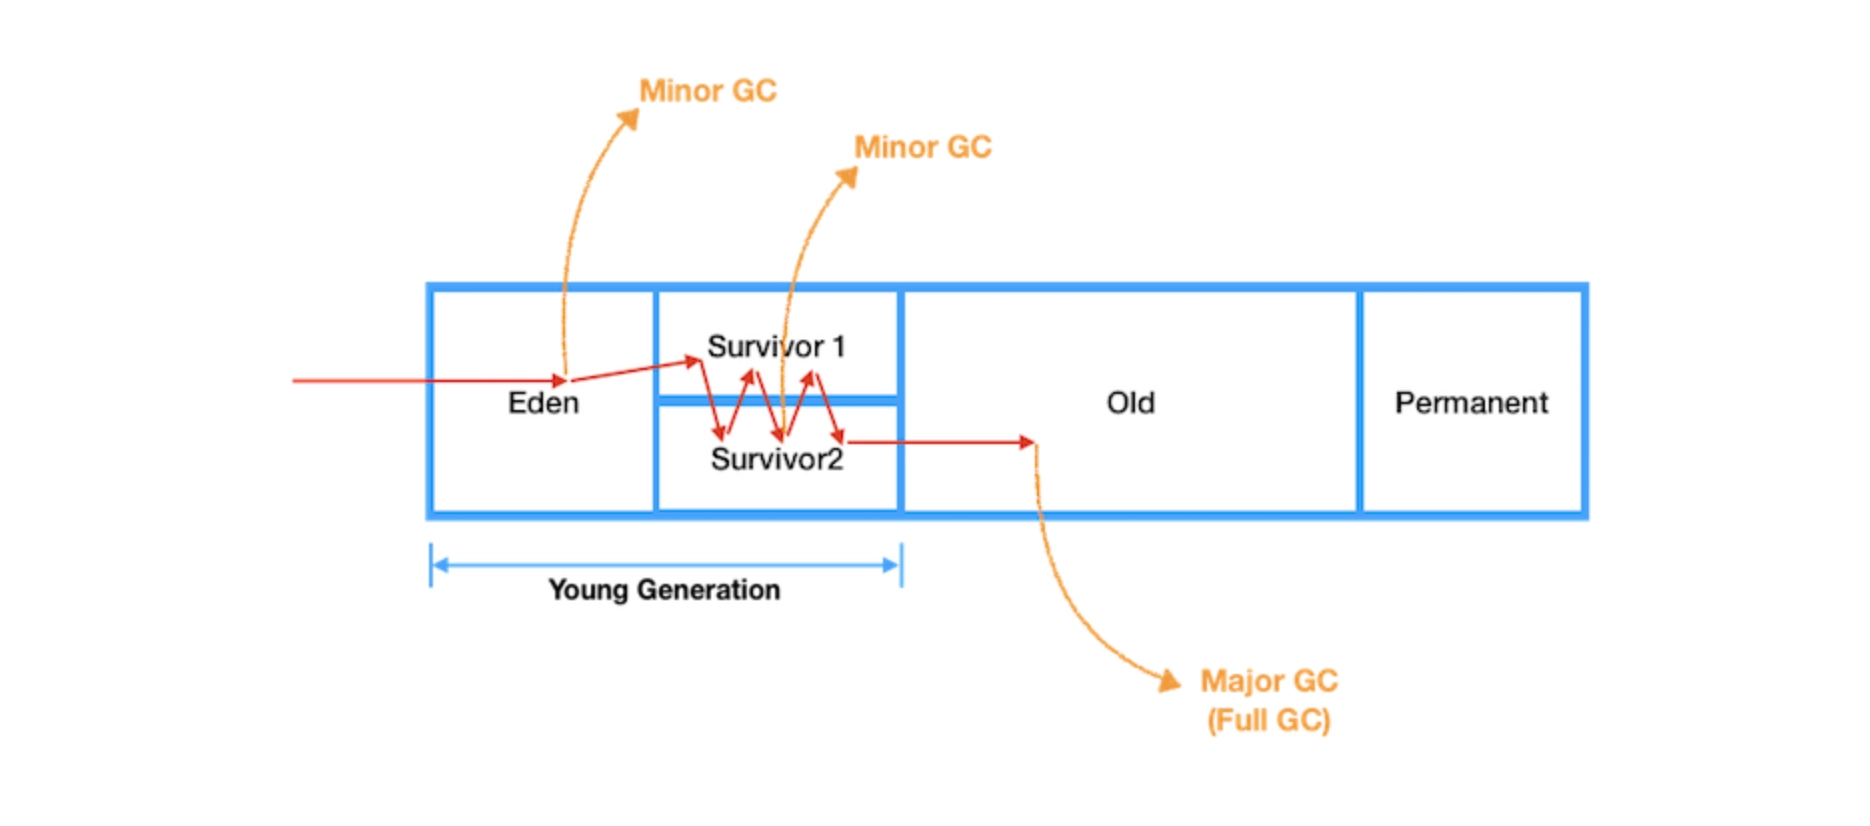 Minor GC
Minor GC
Survivor 1
Eden
Old
Permanent
Survivor2
Young Generation
Major GC
(Full GC)